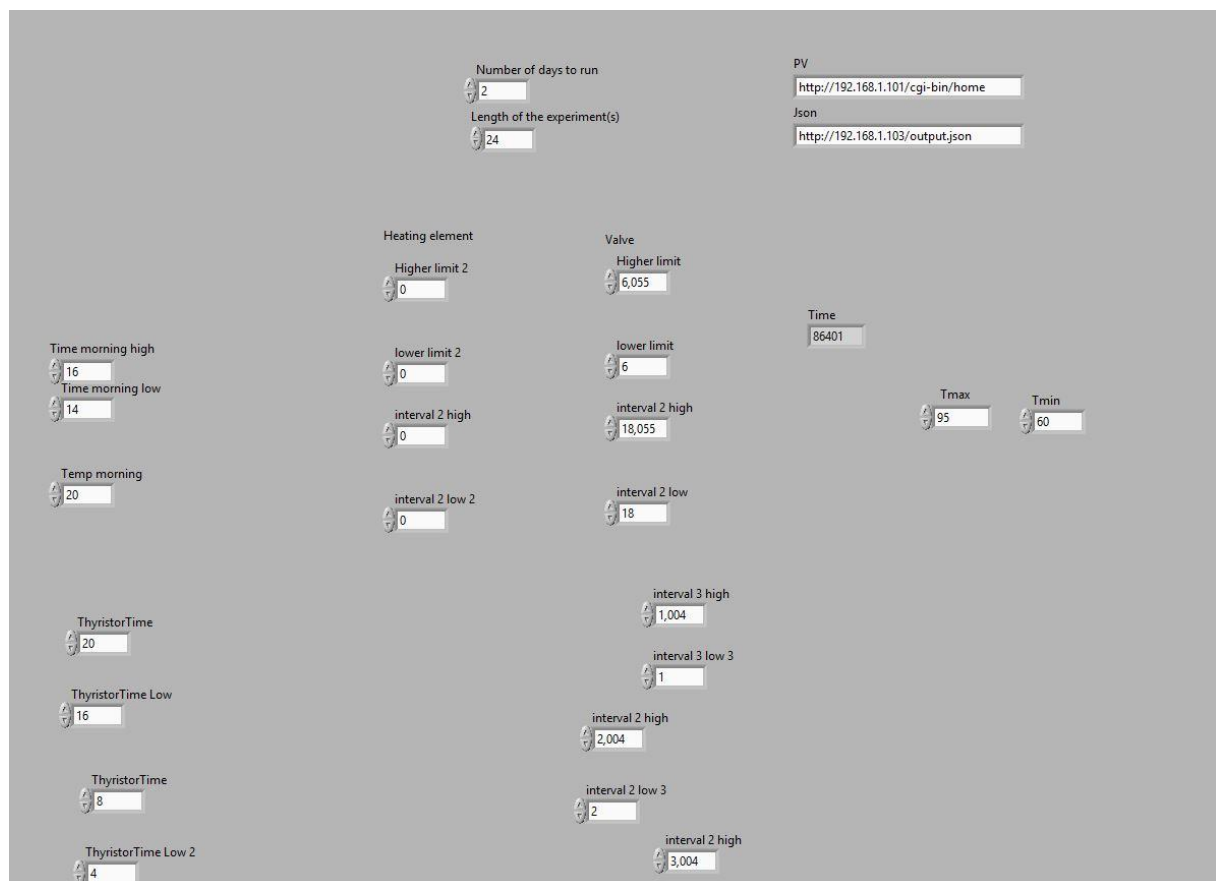 Number of days to run
2
Length of the experiment(s)
24
PV
http://192.168.1.101/cgi-bin/home
Json
http://192.168.1.103/output.json
Heating element
Higher limit 2
0
lower limit 2
0
interval 2 high
0
interval 2 low 2
0
Valve
Higher limit
6,055
lower limit
6
interval 2 high
18,055
interval 2 low
18
Time
86401
Tmax
95
Tmin
60
Time morning high
16
Time morning low
14
Temp morning
20
ThyristorTime
20
ThyristorTime Low
16
ThyristorTime
8
ThyristorTime Low 2
4
interval 3 high
1,004
interval 3 low 3
1
interval 2 high
2,004
interval 2 low 3
2
interval 2 high
3,004